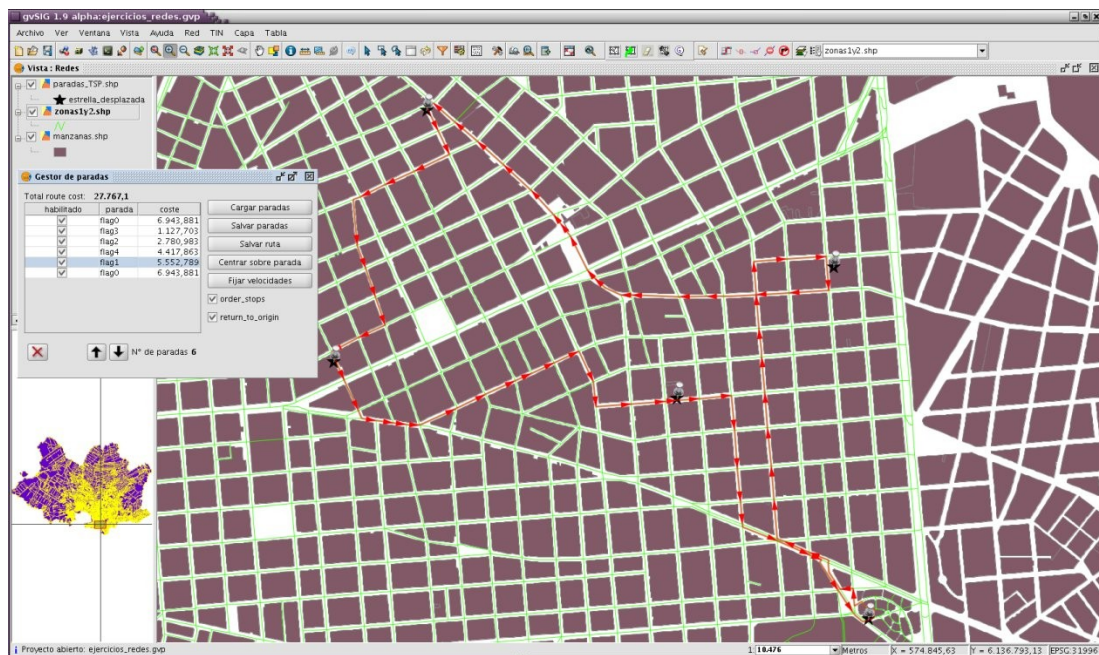 gvSIG 1.9 alpha:ejercicios_redes.gvp
Archivo Ver Ventana Vista Ayuda Red TIN Capa Tabla
zonas1y2.shp
Vista : Redes
paradas_TSP.shp
estrella_desplazada
zonas1y2.shp
manzanas.shp
Gestor de paradas
Total route cost: 27.767,1
habilitado parada coste
flag0 6.943,881
flag3 1.127,703
flag2 2.780,983
flag4 4.417,863
flag1 5.552,789
flag0 6.943,881
Cargar paradas
Salvar paradas
Salvar ruta
Centrar sobre parada
Fijar velocidades
order_stops
return_to_origin
N° de paradas 6
Proyecto abierto: ejercicios_redes.gvp
1: 10.476 Metros X = 574.845,63 Y = 6.136.793,13 EPSG:31996